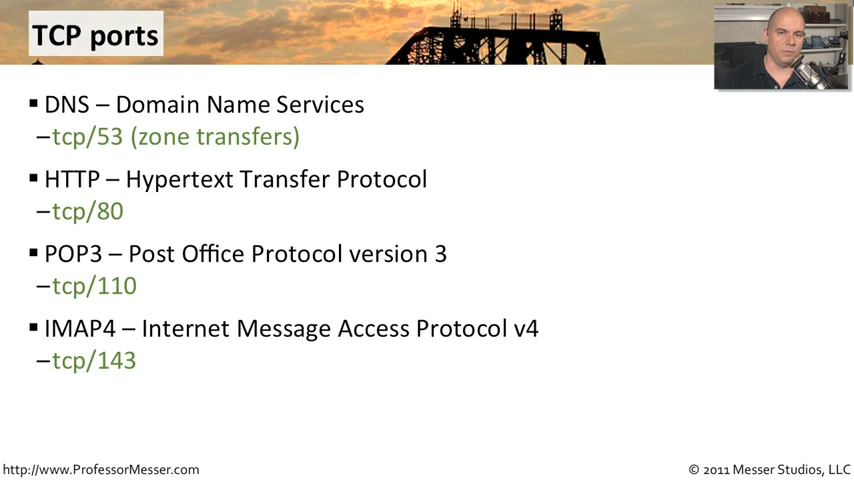 TCP ports
▪ DNS – Domain Name Services
–tcp/53 (zone transfers)
▪ HTTP – Hypertext Transfer Protocol
–tcp/80
▪ POP3 – Post Office Protocol version 3
–tcp/110
▪ IMAP4 – Internet Message Access Protocol v4
–tcp/143
http://www.ProfessorMesser.com
© 2011 Messer Studios, LLC